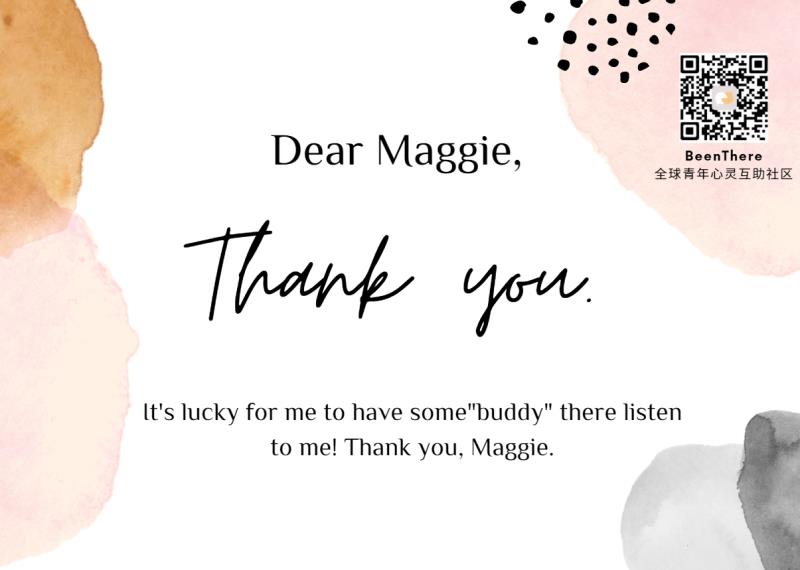 BeenThere
全球青年心灵互助社区
Dear Maggie,
Thank you.
It's lucky for me to have some"buddy" there listen
to me! Thank you, Maggie.